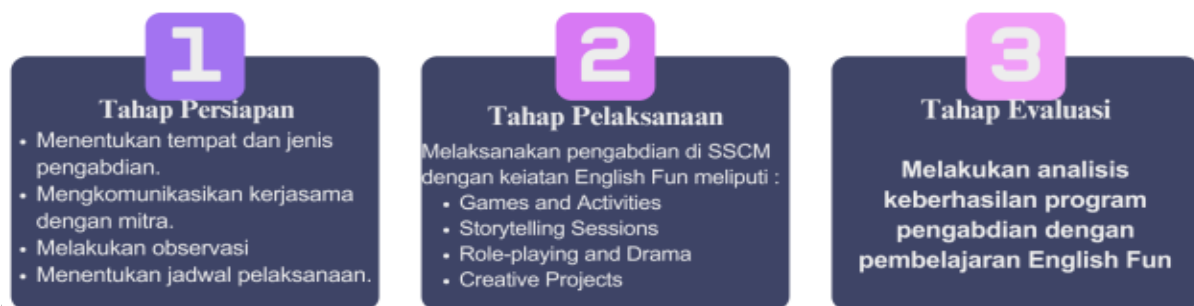 1
Tahap Persiapan
• Menentukan tempat dan jenis
pengabdian.
• Mengkomunikasikan kerjasama
dengan mitra.
• Melakukan observasi
• Menentukan jadwal pelaksanaan.
2
Tahap Pelaksanaan
Melaksanakan pengabdian di SSCM
dengan keiatan English Fun meliputi :
• Games and Activities
• Storytelling Sessions
• Role-playing and Drama
• Creative Projects
3
Tahap Evaluasi
Melakukan analisis
keberhasilan program
pengabdian dengan
pembelajaran English Fun